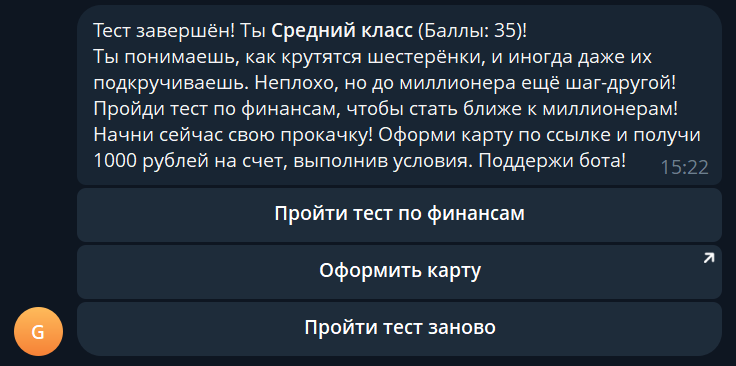 Тест завершён! Ты Средний класс (Баллы: 35)!
Ты понимаешь, как крутятся шестерёнки, и иногда даже их
подкручиваешь. Неплохо, но до миллионера ещё шаг-другой!
Пройди тест по финансам, чтобы стать ближе к миллионерам!
Начни сейчас свою прокачку! Оформи карту по ссылке и получи
1000 рублей на счет, выполнив условия. Поддержи бота!
15:22
Пройти тест по финансам
Оформить карту
Пройти тест заново
G